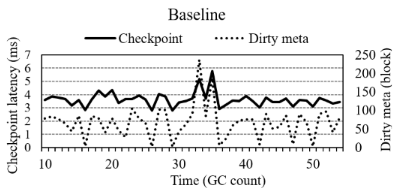 Baseline
Checkpoint Dirty meta
Checkpoint latency (ms)
7
6
5
4
3
2
1
0
250
200
150
100
50
0
Dirty meta (block)
10 20 30 40 50
Time (GC count)